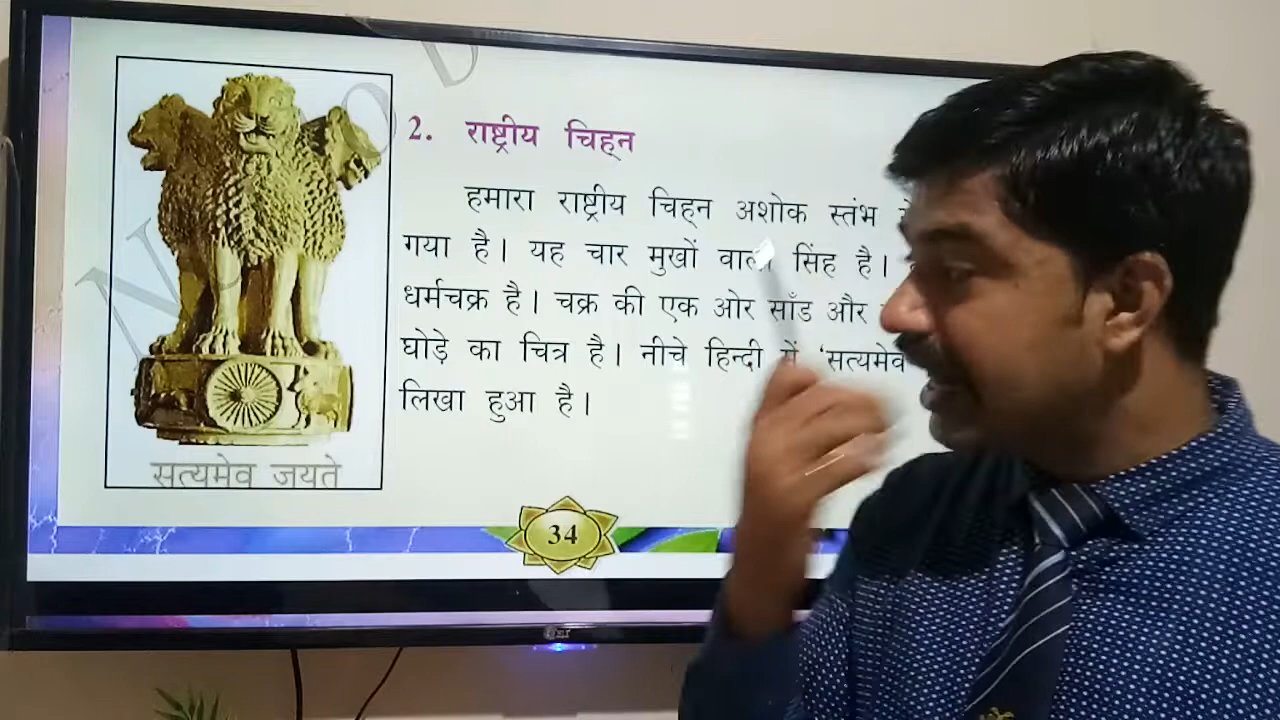 2. राष्ट्रीय चिह्न
हमारा राष्ट्रीय चिह्न अशोक स्तंभ
गया है। यह चार मुखों वाला सिंह है।
धर्मचक्र है। चक्र की एक ओर साँड और
घोड़े का चित्र है। नीचे हिन्दी में ‘सत्यमेव
लिखा हुआ है।
सत्यमेव जयते
34